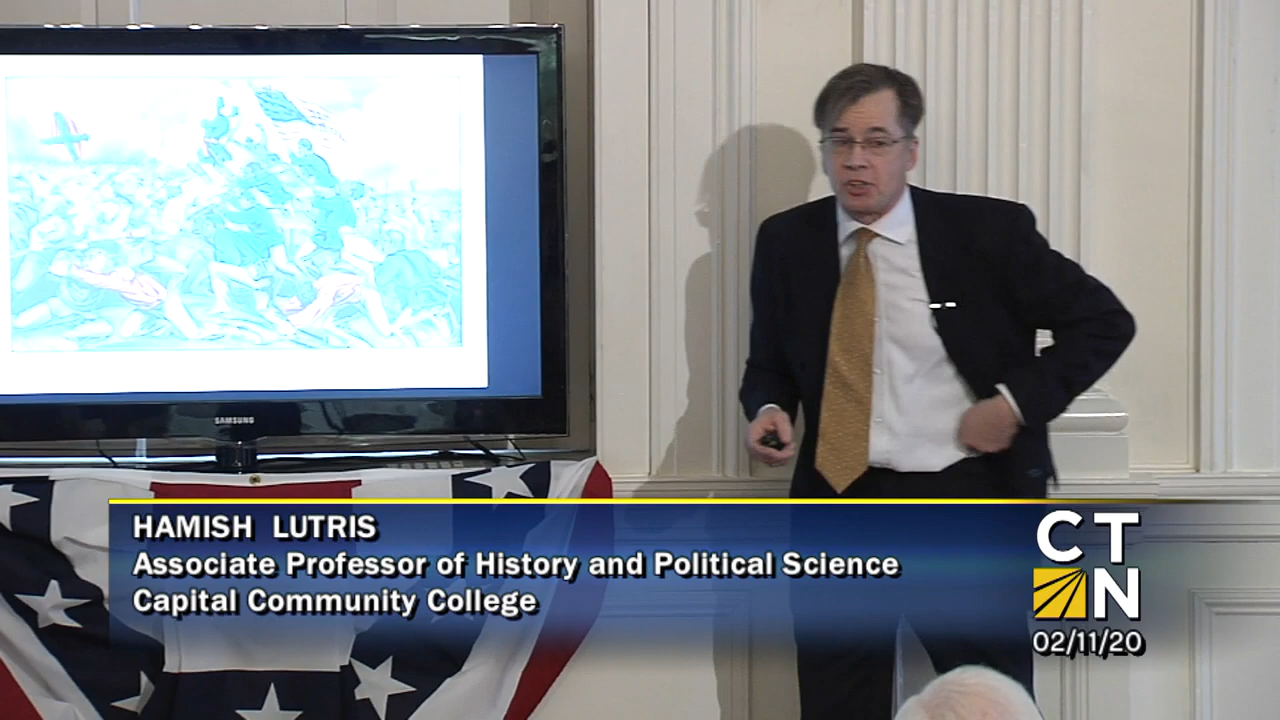 SAMSUNG
HAMISH LUTRIS
Associate Professor of History and Political Science
Capital Community College
CT
N
02/11/20